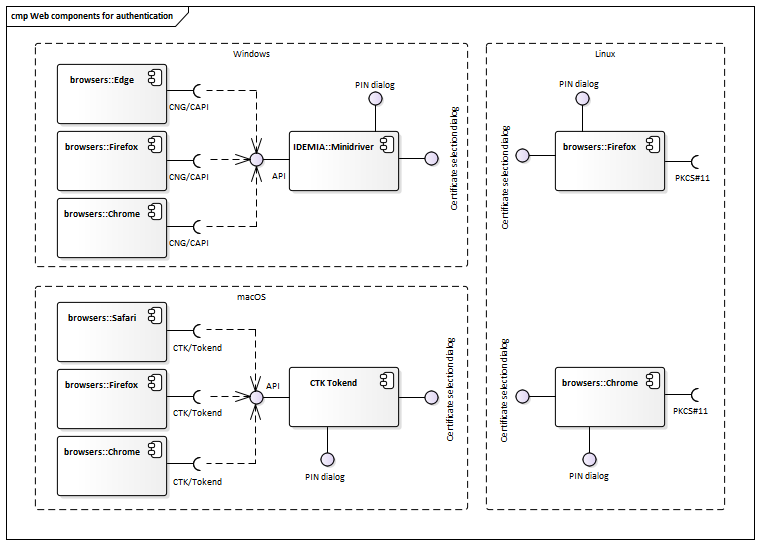 cmp Web components for authentication
Windows
browsers::Edge
CNG/CAPI
browsers::Firefox
CNG/CAPI
browsers::Chrome
CNG/CAPI
API
IDEMIA::Minidriver
PIN dialog
Certificate selection dialog
macOS
browsers::Safari
CTK/Tokend
browsers::Firefox
CTK/Tokend
browsers::Chrome
CTK/Tokend
API
CTK Tokend
PIN dialog
Certificate selection dialog
Linux
PIN dialog
Certificate selection dialog
browsers::Firefox
PKCS#11
Certificate selection dialog
browsers::Chrome
PKCS#11
PIN dialog